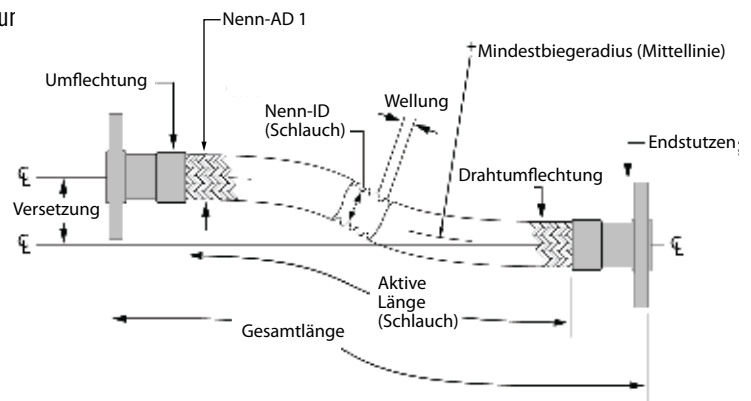 Nenn-AD 1
Mindestbiegeradius (Mittellinie)
Umflechtung
Wellung
Nenn-ID
(Schlauch)
Endstutzen
Drahtumflechtung
℄
Versetzung
℄
℄
Aktive
Länge
(Schlauch)
Gesamtlänge